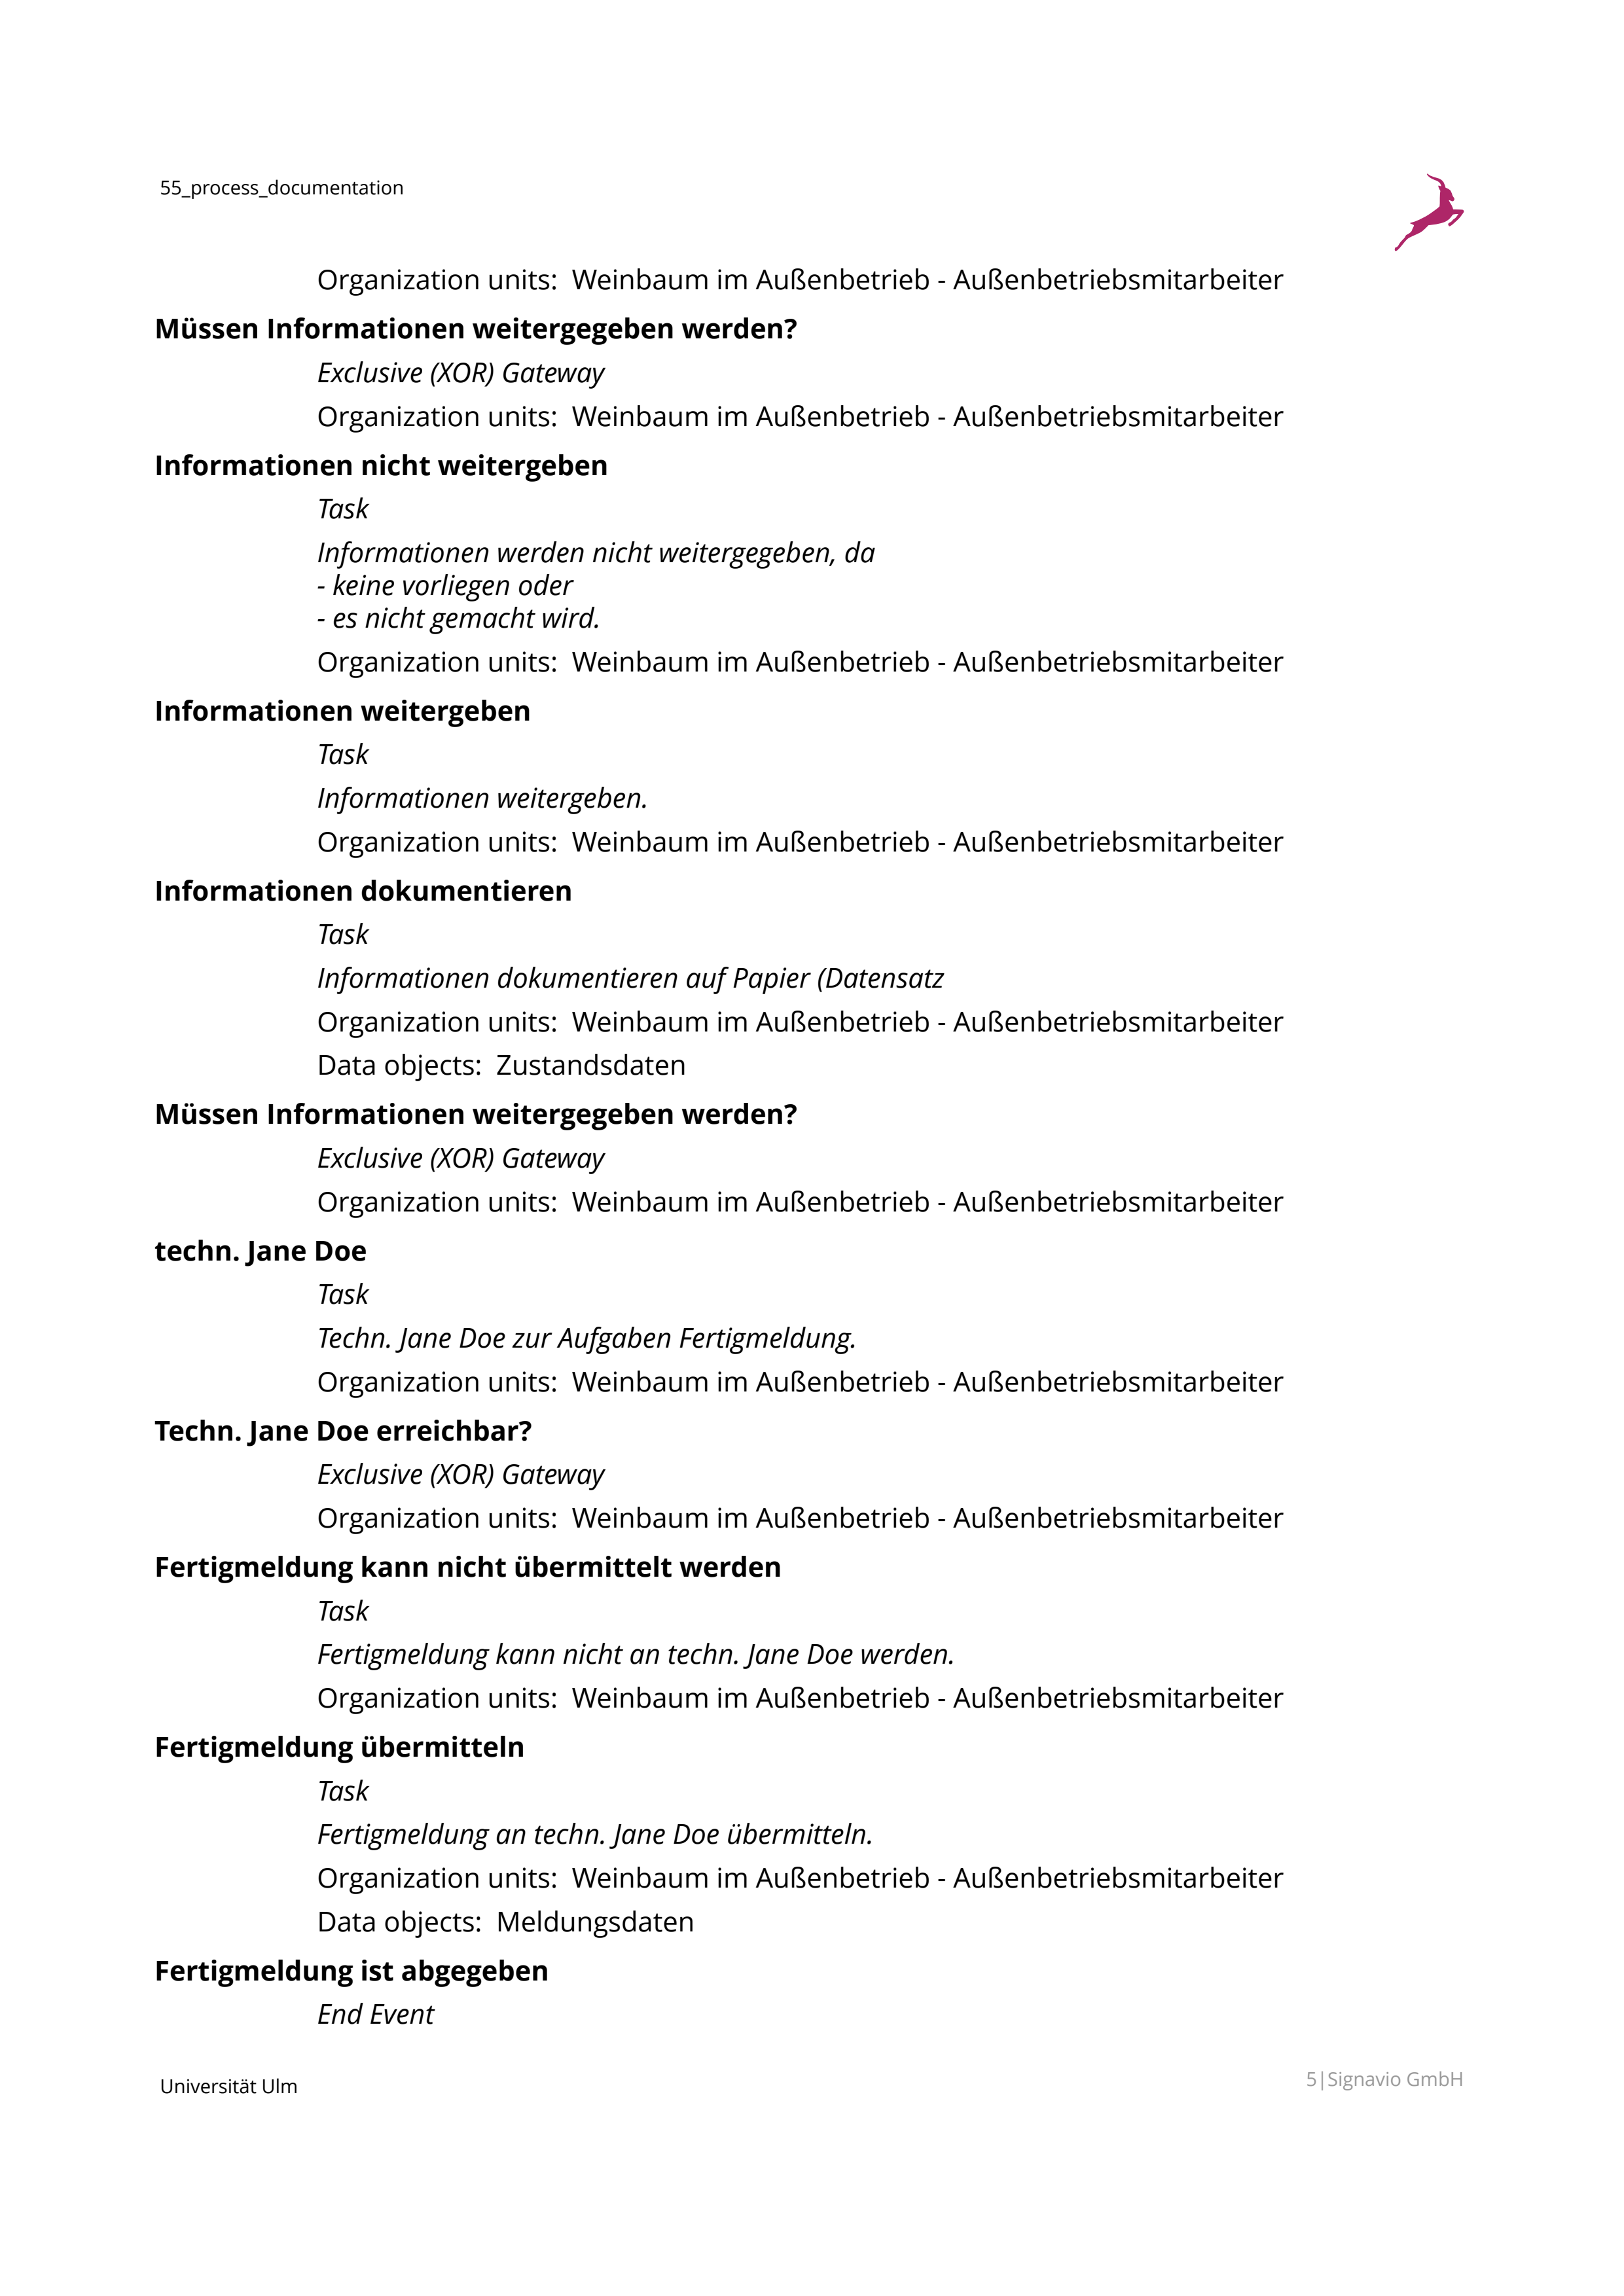 55_process_documentation
Organization units: Weinbaum im Außenbetrieb - Außenbetriebsmitarbeiter
Müssen Informationen weitergegeben werden?
Exclusive (XOR) Gateway
Organization units: Weinbaum im Außenbetrieb - Außenbetriebsmitarbeiter
Informationen nicht weitergeben
Task
Informationen werden nicht weitergegeben, da
- keine vorliegen oder
- es nicht gemacht wird.
Organization units: Weinbaum im Außenbetrieb - Außenbetriebsmitarbeiter
Informationen weitergeben
Task
Informationen weitergeben.
Organization units: Weinbaum im Außenbetrieb - Außenbetriebsmitarbeiter
Informationen dokumentieren
Task
Informationen dokumentieren auf Papier (Datensatz
Organization units: Weinbaum im Außenbetrieb - Außenbetriebsmitarbeiter
Data objects: Zustandsdaten
Müssen Informationen weitergegeben werden?
Exclusive (XOR) Gateway
Organization units: Weinbaum im Außenbetrieb - Außenbetriebsmitarbeiter
techn. Jane Doe
Task
Techn. Jane Doe zur Aufgaben Fertigmeldung.
Organization units: Weinbaum im Außenbetrieb - Außenbetriebsmitarbeiter
Techn. Jane Doe erreichbar?
Exclusive (XOR) Gateway
Organization units: Weinbaum im Außenbetrieb - Außenbetriebsmitarbeiter
Fertigmeldung kann nicht übermittelt werden
Task
Fertigmeldung kann nicht an techn. Jane Doe werden.
Organization units: Weinbaum im Außenbetrieb - Außenbetriebsmitarbeiter
Fertigmeldung übermitteln
Task
Fertigmeldung an techn. Jane Doe übermitteln.
Organization units: Weinbaum im Außenbetrieb - Außenbetriebsmitarbeiter
Data objects: Meldungsdaten
Fertigmeldung ist abgegeben
End Event
Universität Ulm
5|Signavio GmbH